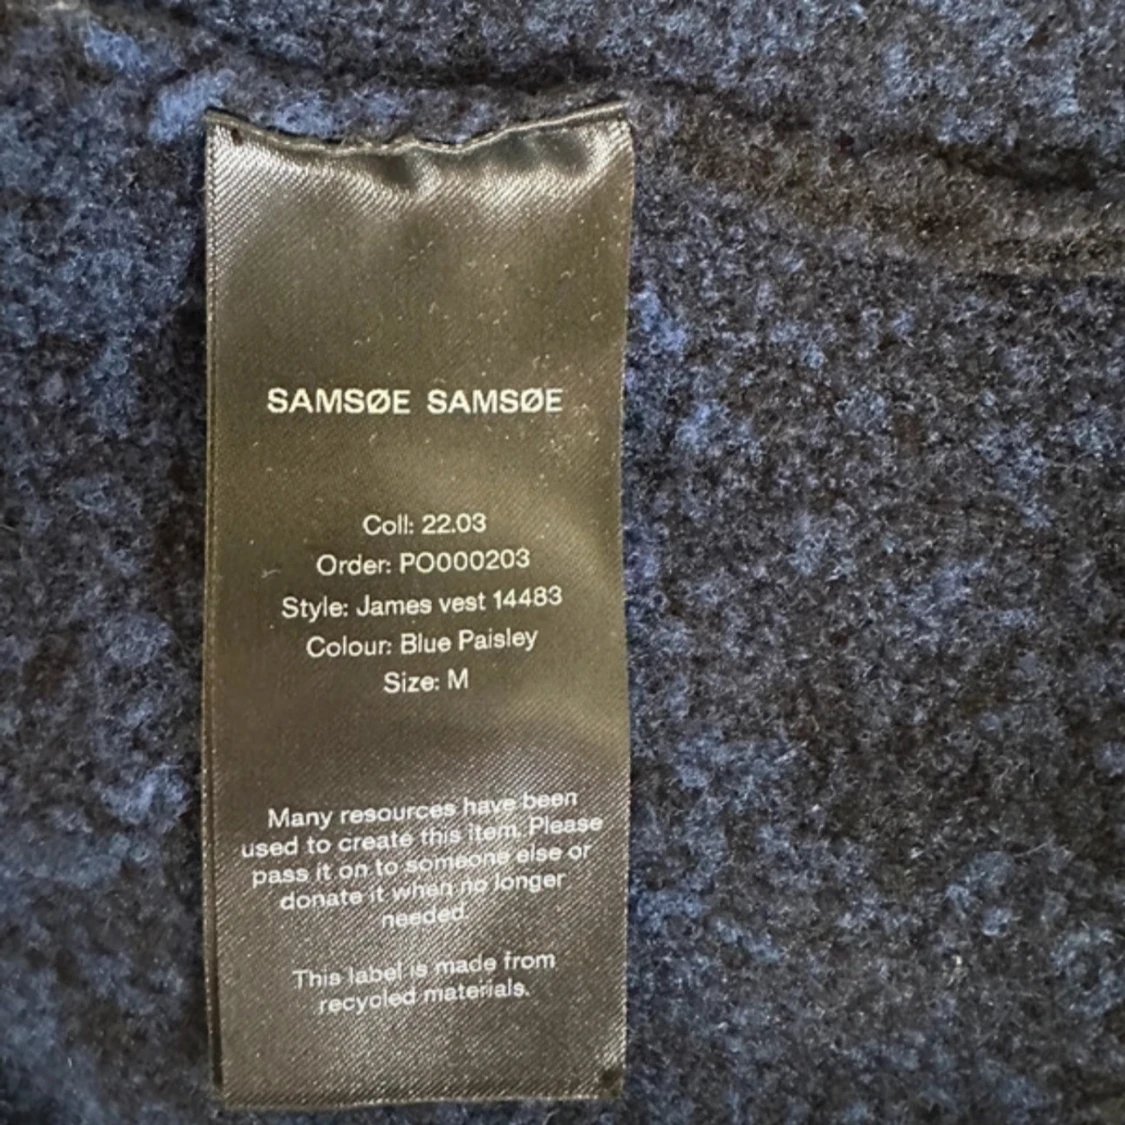 SAMSØE SAMSØE
Coll: 22.03
Order: PO000203
Style: James vest 14483
Colour: Blue Paisley
Size: M
Many resources have been
used to create this item. Please
pass it on to someone else or
donate it when no longer
needed.
This label is made from
recycled materials.